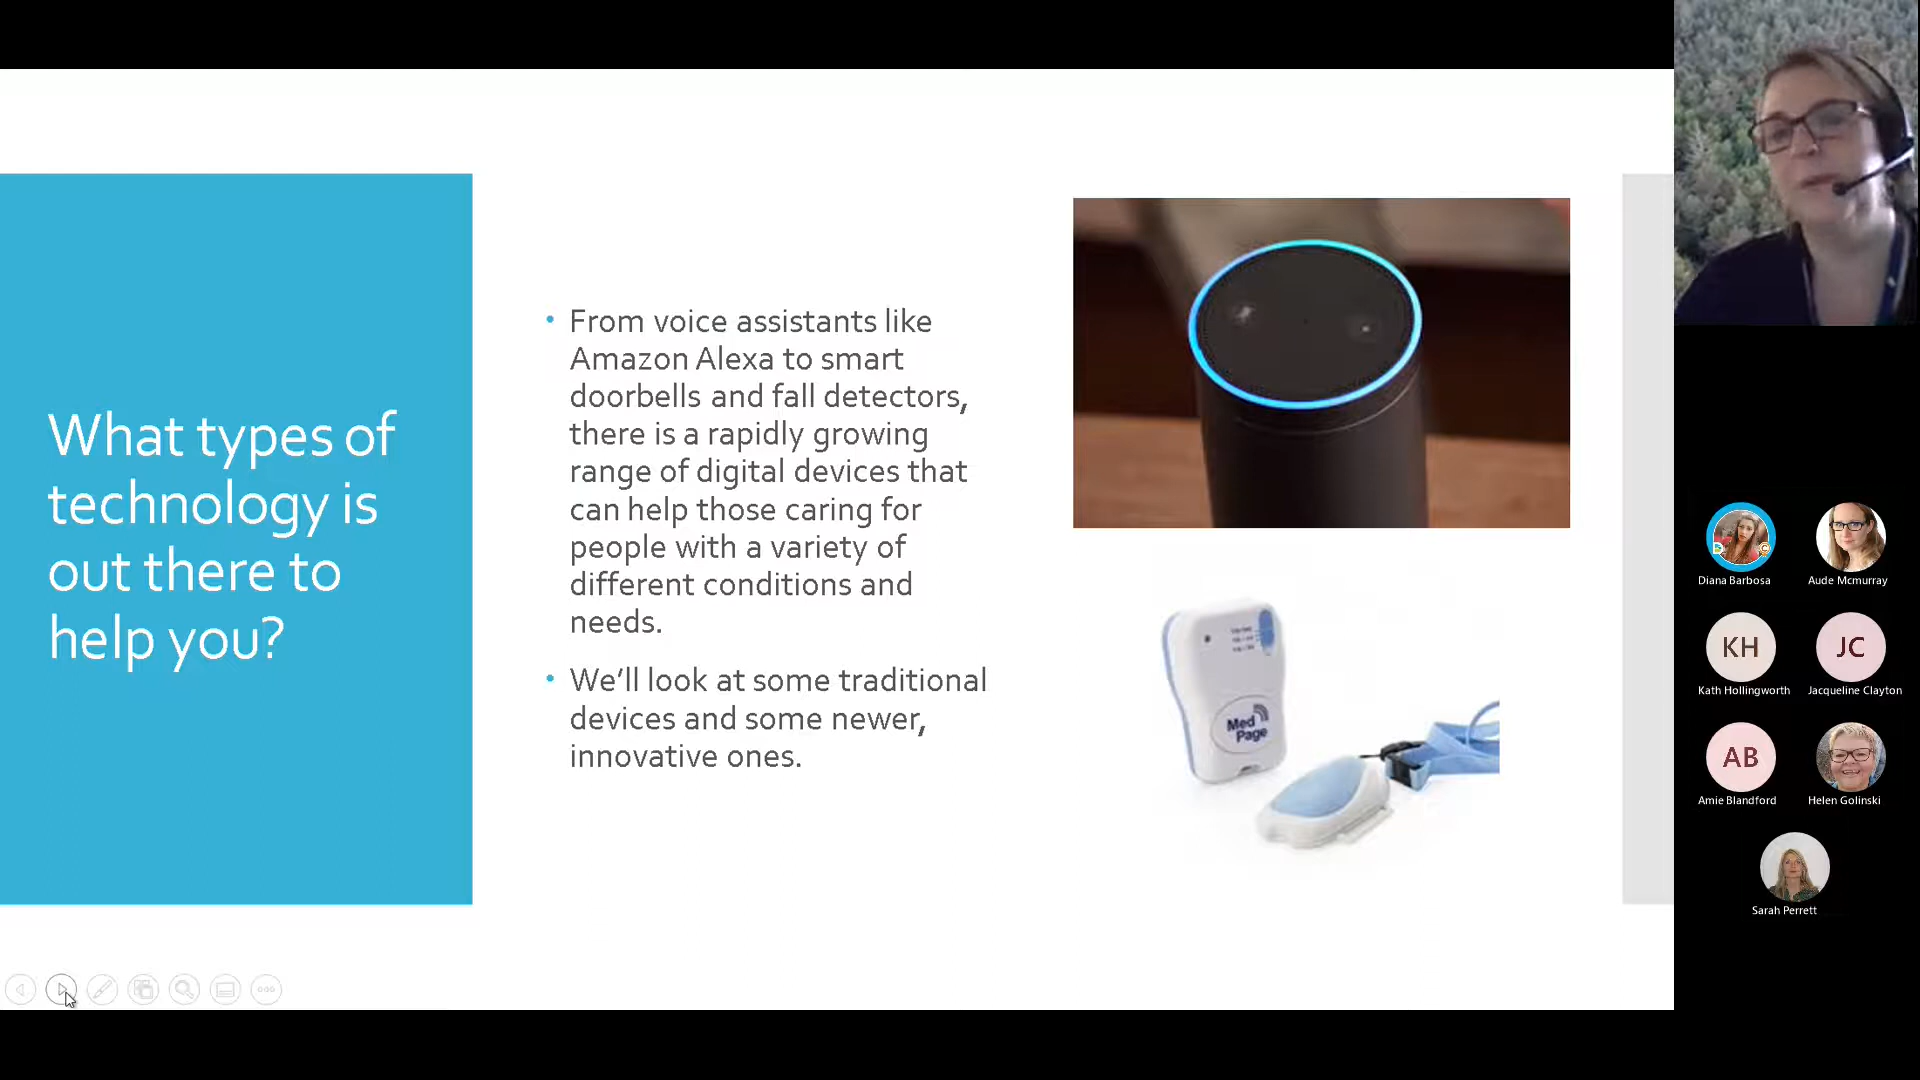 What types of
technology is
out there to
help you?
• From voice assistants like
Amazon Alexa to smart
doorbells and fall detectors,
there is a rapidly growing
range of digital devices that
can help those caring for
people with a variety of
different conditions and
needs.
• We’ll look at some traditional
devices and some newer,
innovative ones.
Med
Page
Diana Barbosa
Aude Mcmurray
KH
JC
Kath Hollingworth
Jacqueline Clayton
AB
Amie Blandford
Helen Golinski
Sarah Perrett